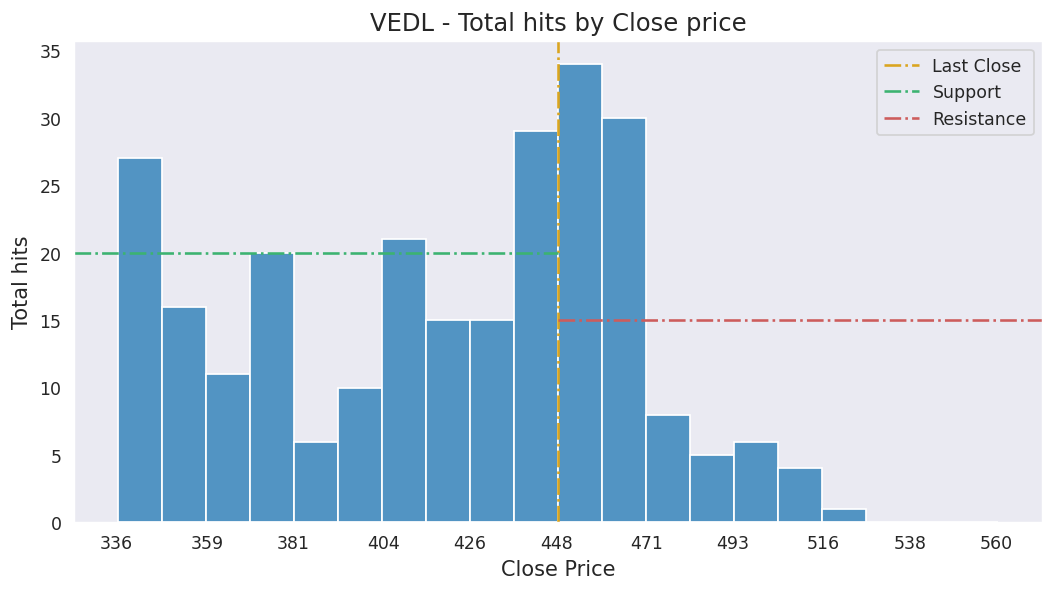 VEDL - Total hits by Close price
Last Close
Support
Resistance
Total hits
35
30
25
20
15
10
5
0
336 359 381 404 426 448 471 493 516 538 560
Close Price